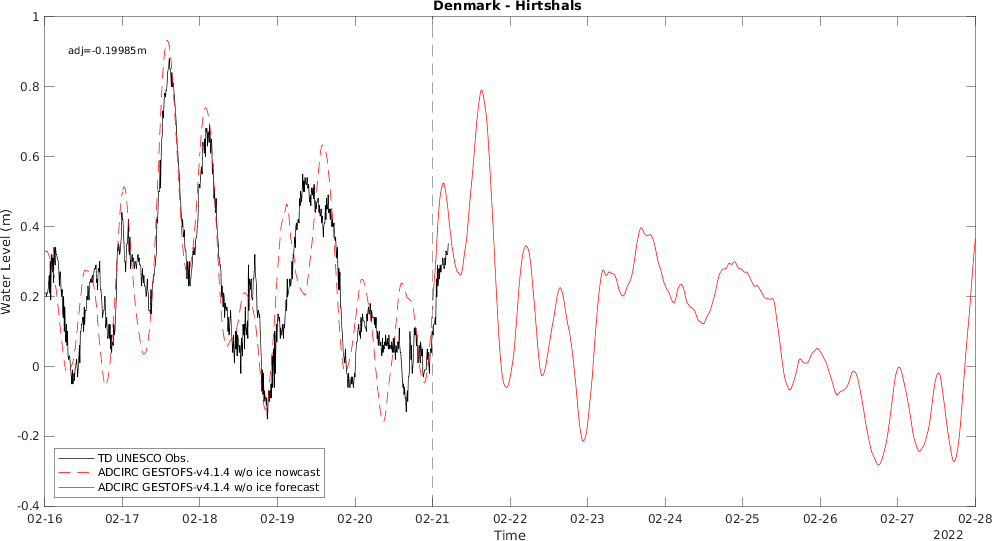 Denmark - Hirtshals
adj=-0.19985m
Water Level (m)
1
0.8
0.6
0.4
0.2
0
-0.2
-0.4
TD UNESCO Obs.
ADCIRC GESTOFS-v4.1.4 w/o ice nowcast
ADCIRC GESTOFS-v4.1.4 w/o ice forecast
02-16 02-17 02-18 02-19 02-20 02-21 02-22 02-23 02-24 02-25 02-26 02-27 02-28
Time
2022